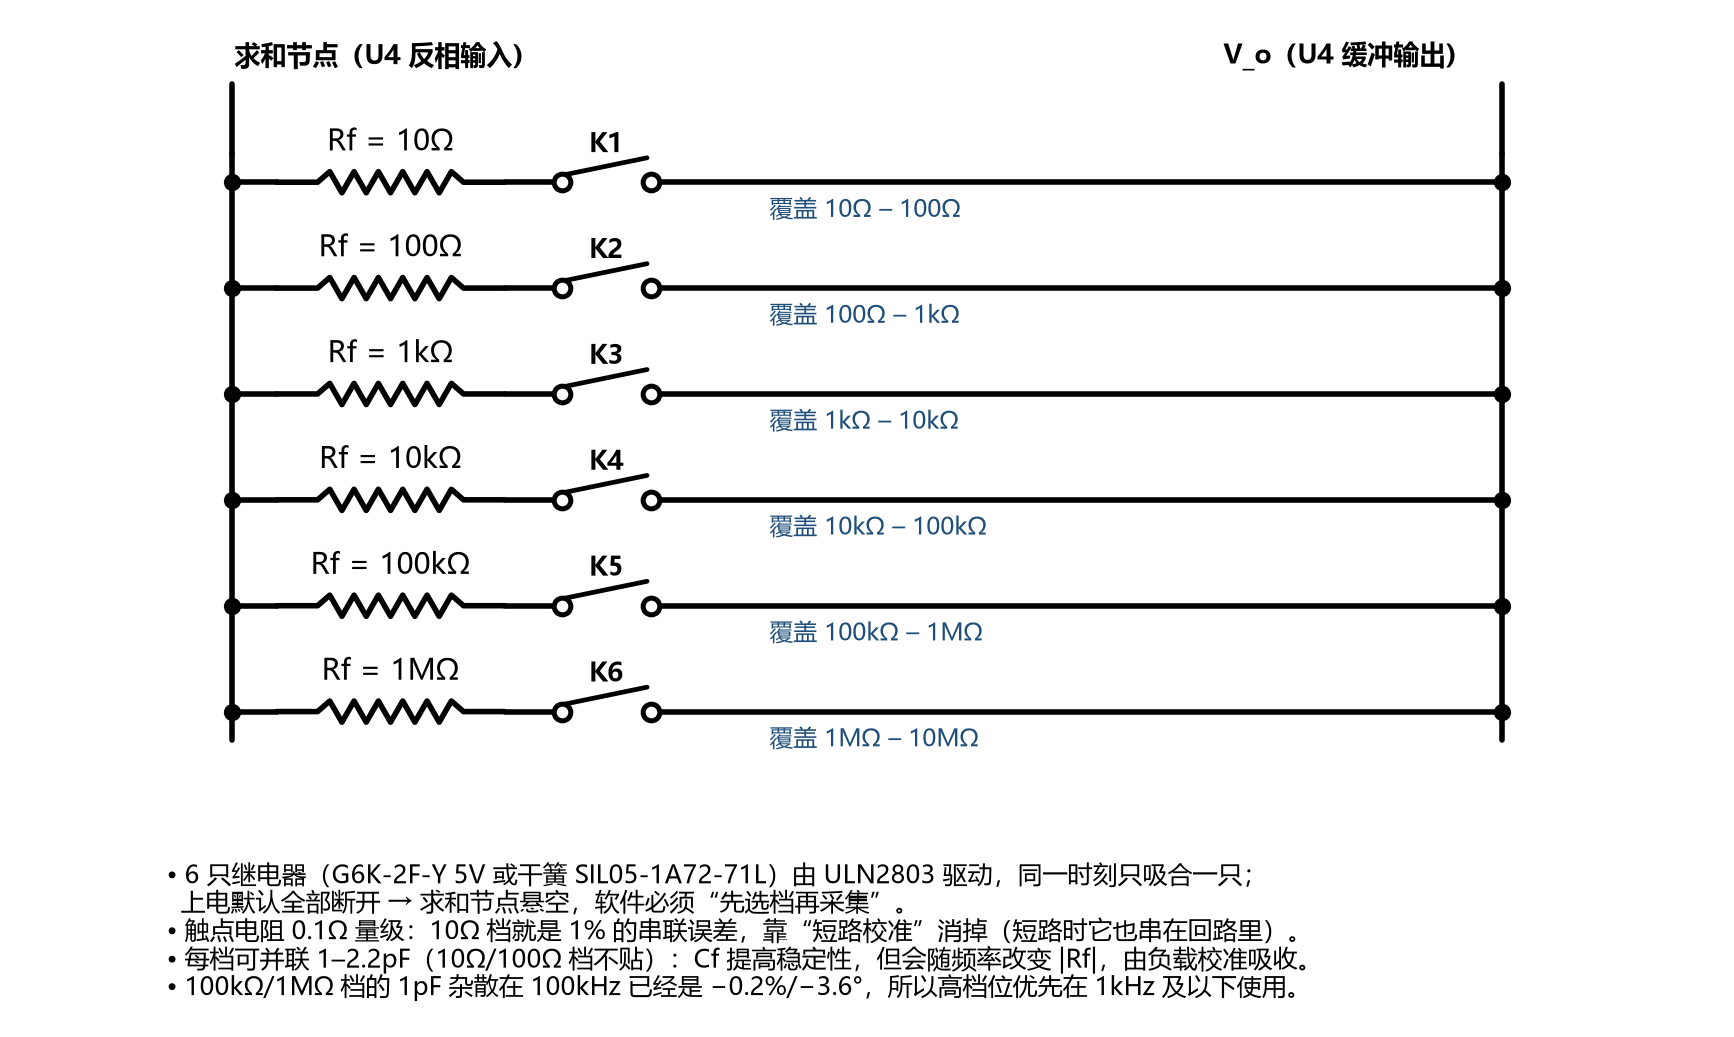 求和节点（U4 反相输入）
V_o（U4 缓冲输出）
Rf = 10Ω
K1
覆盖 10Ω – 100Ω
Rf = 100Ω
K2
覆盖 100Ω – 1kΩ
Rf = 1kΩ
K3
覆盖 1kΩ – 10kΩ
Rf = 10kΩ
K4
覆盖 10kΩ – 100kΩ
Rf = 100kΩ
K5
覆盖 100kΩ – 1MΩ
Rf = 1MΩ
K6
覆盖 1MΩ – 10MΩ
• 6 只继电器（G6K-2F-Y 5V 或干簧 SIL05-1A72-71L）由 ULN2803 驱动，同一时刻只吸合一只；
上电默认全部断开 → 求和节点悬空，软件必须“先选档再采集”。
• 触点电阻 0.1Ω 量级：10Ω 档就是 1% 的串联误差，靠“短路校准”消掉（短路时它也串在回路里）。
• 每档可并联 1–2.2pF（10Ω/100Ω 档不贴）：Cf 提高稳定性，但会随频率改变 |Rf|，由负载校准吸收。
• 100kΩ/1MΩ 档的 1pF 杂散在 100kHz 已经是 −0.2%/−3.6°，所以高档位优先在 1kHz 及以下使用。